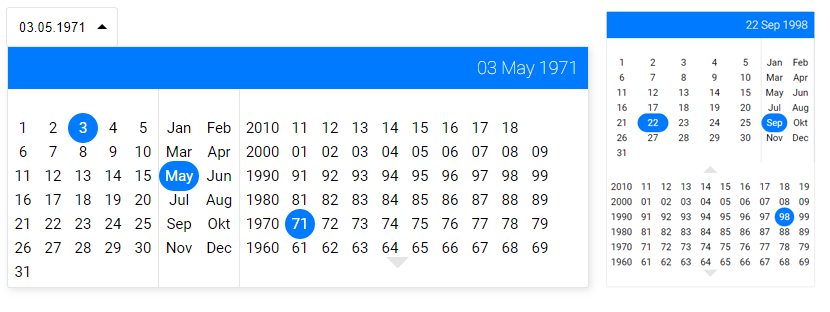 03.05.1971
03 May 1971
1 2 3 4 5 Jan Feb 2010 11 12 13 14 15 16 17 18
6 7 8 9 10 Mar Apr 2000 01 02 03 04 05 06 07 08 09
11 12 13 14 15 May Jun 1990 91 92 93 94 95 96 97 98 99
16 17 18 19 20 Jul Aug 1980 81 82 83 84 85 86 87 88 89
21 22 23 24 25 Sep Okt 1970 71 72 73 74 75 76 77 78 79
26 27 28 29 30 Nov Dec 1960 61 62 63 64 65 66 67 68 69
31
22 Sep 1998
1 2 3 4 5 Jan Feb
6 7 8 9 10 Mar Apr
11 12 13 14 15 May Jun
16 17 18 19 20 Jul Aug
21 22 23 24 25 Sep Okt
26 27 28 29 30 Nov Dec
31
2010 11 12 13 14 15 16 17 18 19
2000 01 02 03 04 05 06 07 08 09
1990 91 92 93 94 95 96 97 98 99
1980 81 82 83 84 85 86 87 88 89
1970 71 72 73 74 75 76 77 78 79
1960 61 62 63 64 65 66 67 68 69